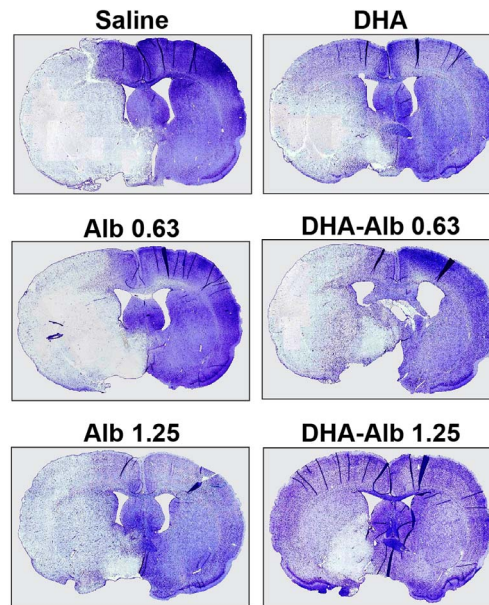 Saline
DHA
Alb 0.63
DHA-Alb 0.63
Alb 1.25
DHA-Alb 1.25